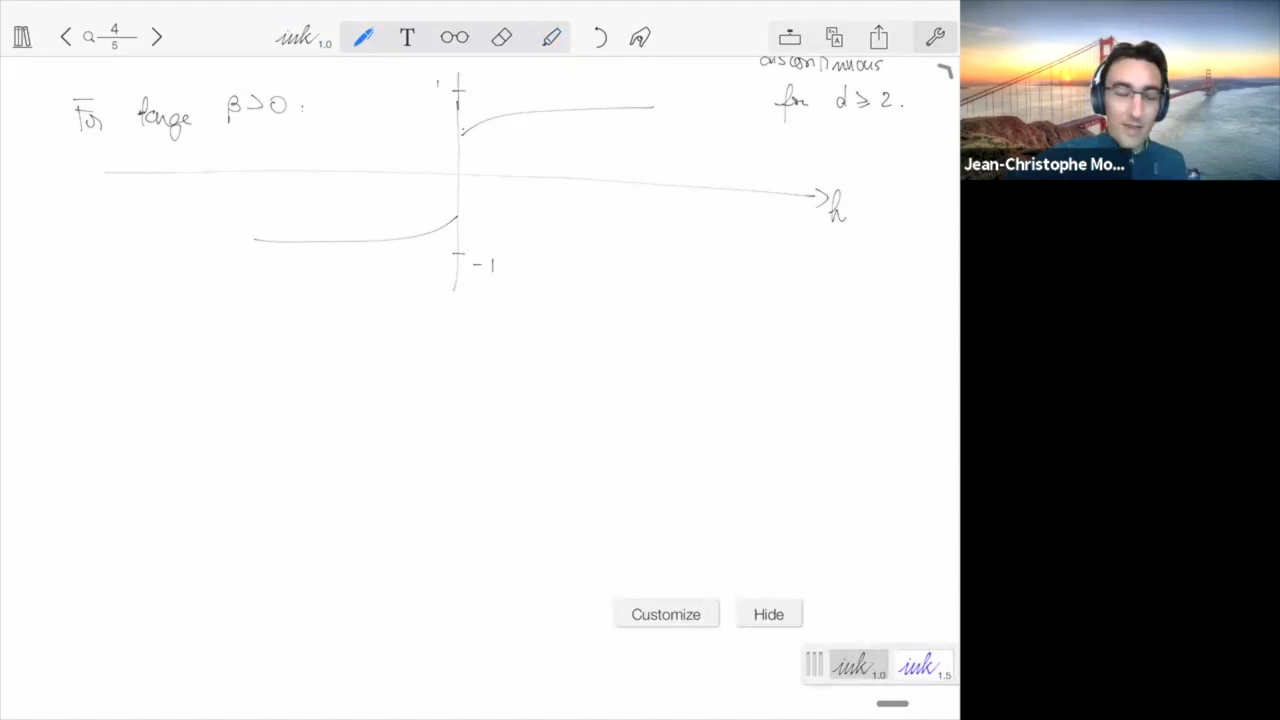 4
5
ink 1.0
T
discontinuous
for d ≥ 2.
For large β>0 :
1
h
-1
Jean-Christophe Mo...
Customize
Hide
ink 1.0
ink 1.5